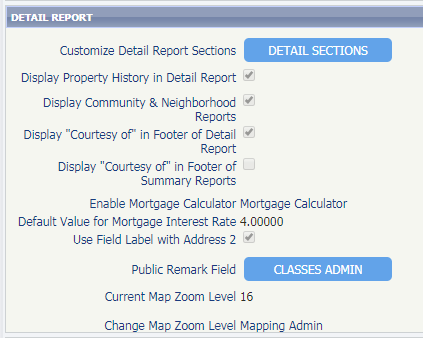 DETAIL REPORT
Customize Detail Report Sections DETAIL SECTIONS
Display Property History in Detail Report
Display Community & Neighborhood
Reports
Display "Courtesy of" in Footer of Detail
Report
Display "Courtesy of" in Footer of
Summary Reports
Enable Mortgage Calculator Mortgage Calculator
Default Value for Mortgage Interest Rate 4.00000
Use Field Label with Address 2
Public Remark Field CLASSES ADMIN
Current Map Zoom Level 16
Change Map Zoom Level Mapping Admin